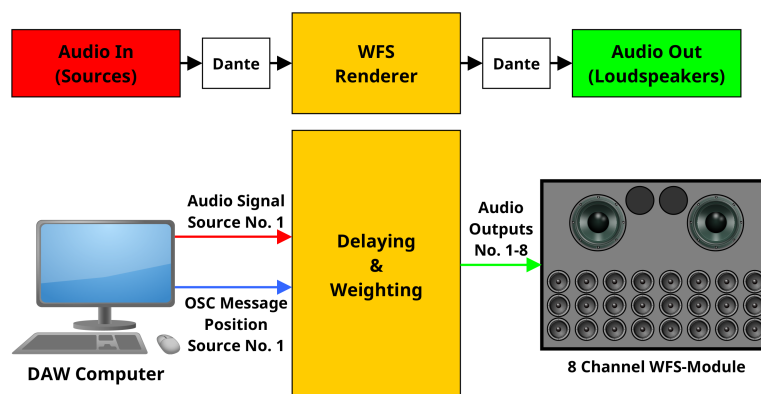 Audio In
(Sources)
Dante
WFS
Renderer
Dante
Audio Out
(Loudspeakers)
Audio Signal
Source No. 1
OSC Message
Position
Source No. 1
DAW Computer
Delaying
&
Weighting
Audio
Outputs
No. 1-8
8 Channel WFS-Module